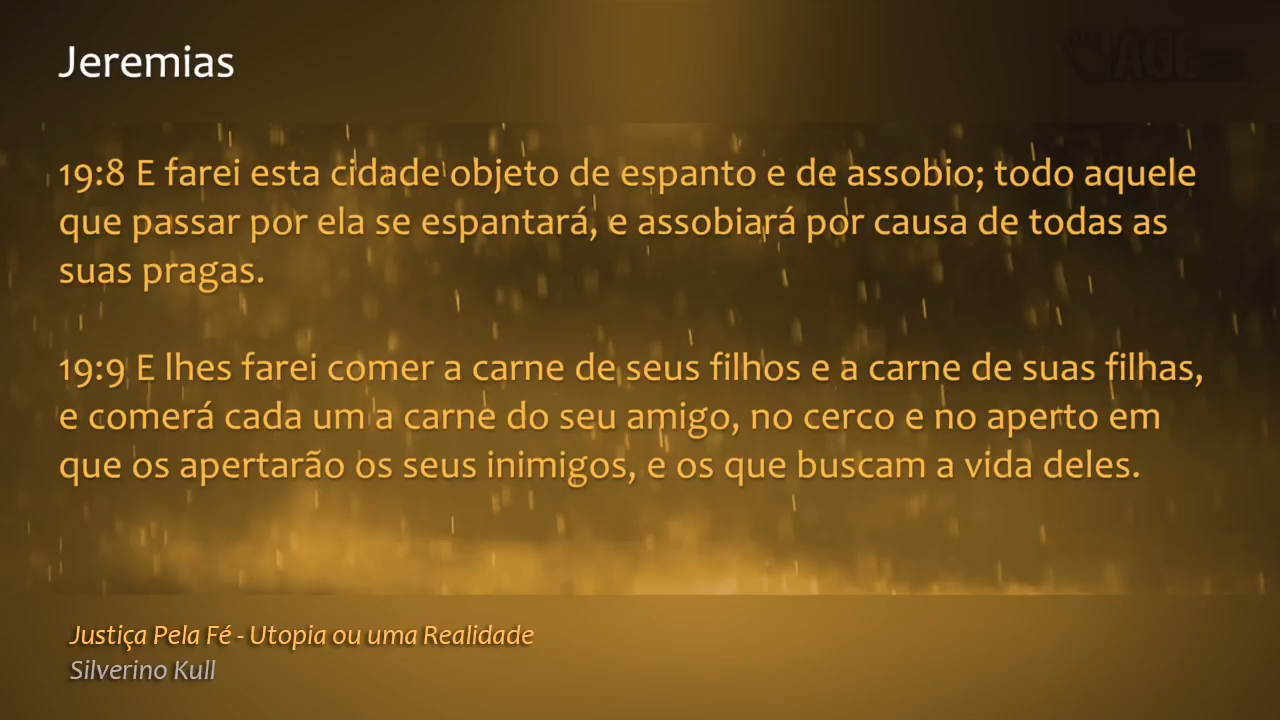 Jeremias
19:8 E farei esta cidade objeto de espanto e de assobio; todo aquele
que passar por ela se espantará, e assobiará por causa de todas as
suas pragas.
19:9 E lhes farei comer a carne de seus filhos e a carne de suas filhas,
e comerá cada um a carne do seu amigo, no cerco e no aperto em
que os apertarão os seus inimigos, e os que buscam a vida deles.
Justiça Pela Fé - Utopia ou uma Realidade
Silverino Kull